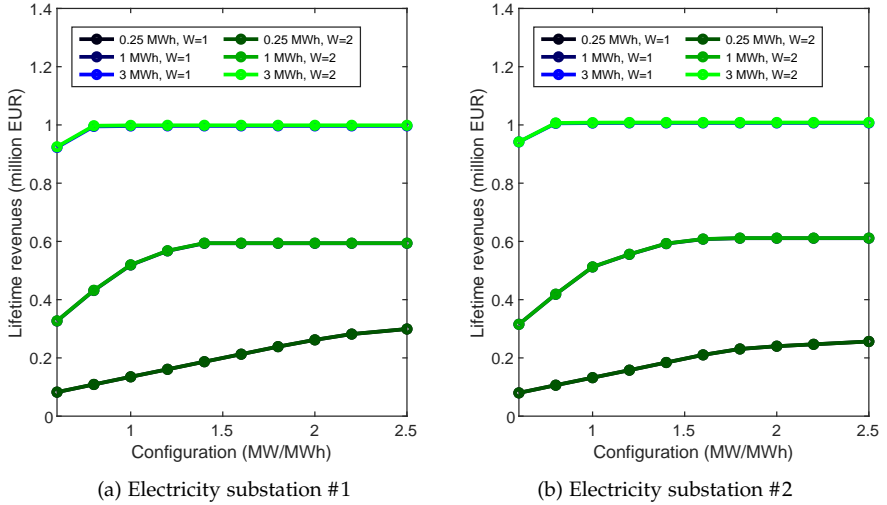 1.4
1.2
1
0.8
0.6
0.4
0.2
0
Lifetime revenues (million EUR)
0.25 MWh, W=1
1 MWh, W=1
3 MWh, W=1
0.25 MWh, W=2
1 MWh, W=2
3 MWh, W=2
1
1.5
2
2.5
Configuration (MW/MWh)
(a) Electricity substation #1
1.4
1.2
1
0.8
0.6
0.4
0.2
0
Lifetime revenues (million EUR)
0.25 MWh, W=1
1 MWh, W=1
3 MWh, W=1
0.25 MWh, W=2
1 MWh, W=2
3 MWh, W=2
1
1.5
2
2.5
Configuration (MW/MWh)
(b) Electricity substation #2